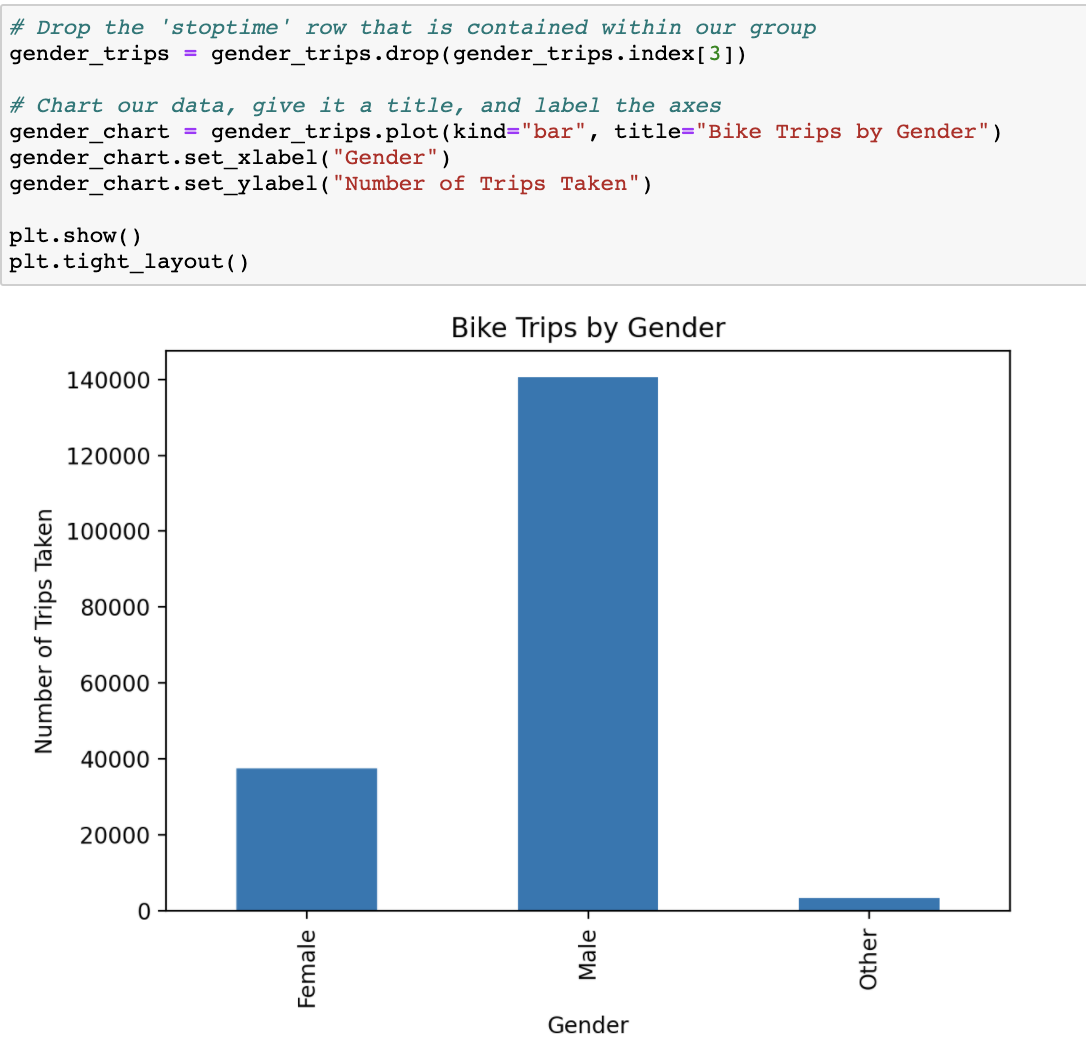 # Drop the 'stoptime' row that is contained within our group
gender_trips = gender_trips.drop(gender_trips.index[3])
# Chart our data, give it a title, and label the axes
gender_chart = gender_trips.plot(kind="bar", title="Bike Trips by Gender")
gender_chart.set_xlabel("Gender")
gender_chart.set_ylabel("Number of Trips Taken")
plt.show()
plt.tight_layout()
Bike Trips by Gender
Number of Trips Taken
140000
120000
100000
80000
60000
40000
20000
0
Female
Male
Other
Gender